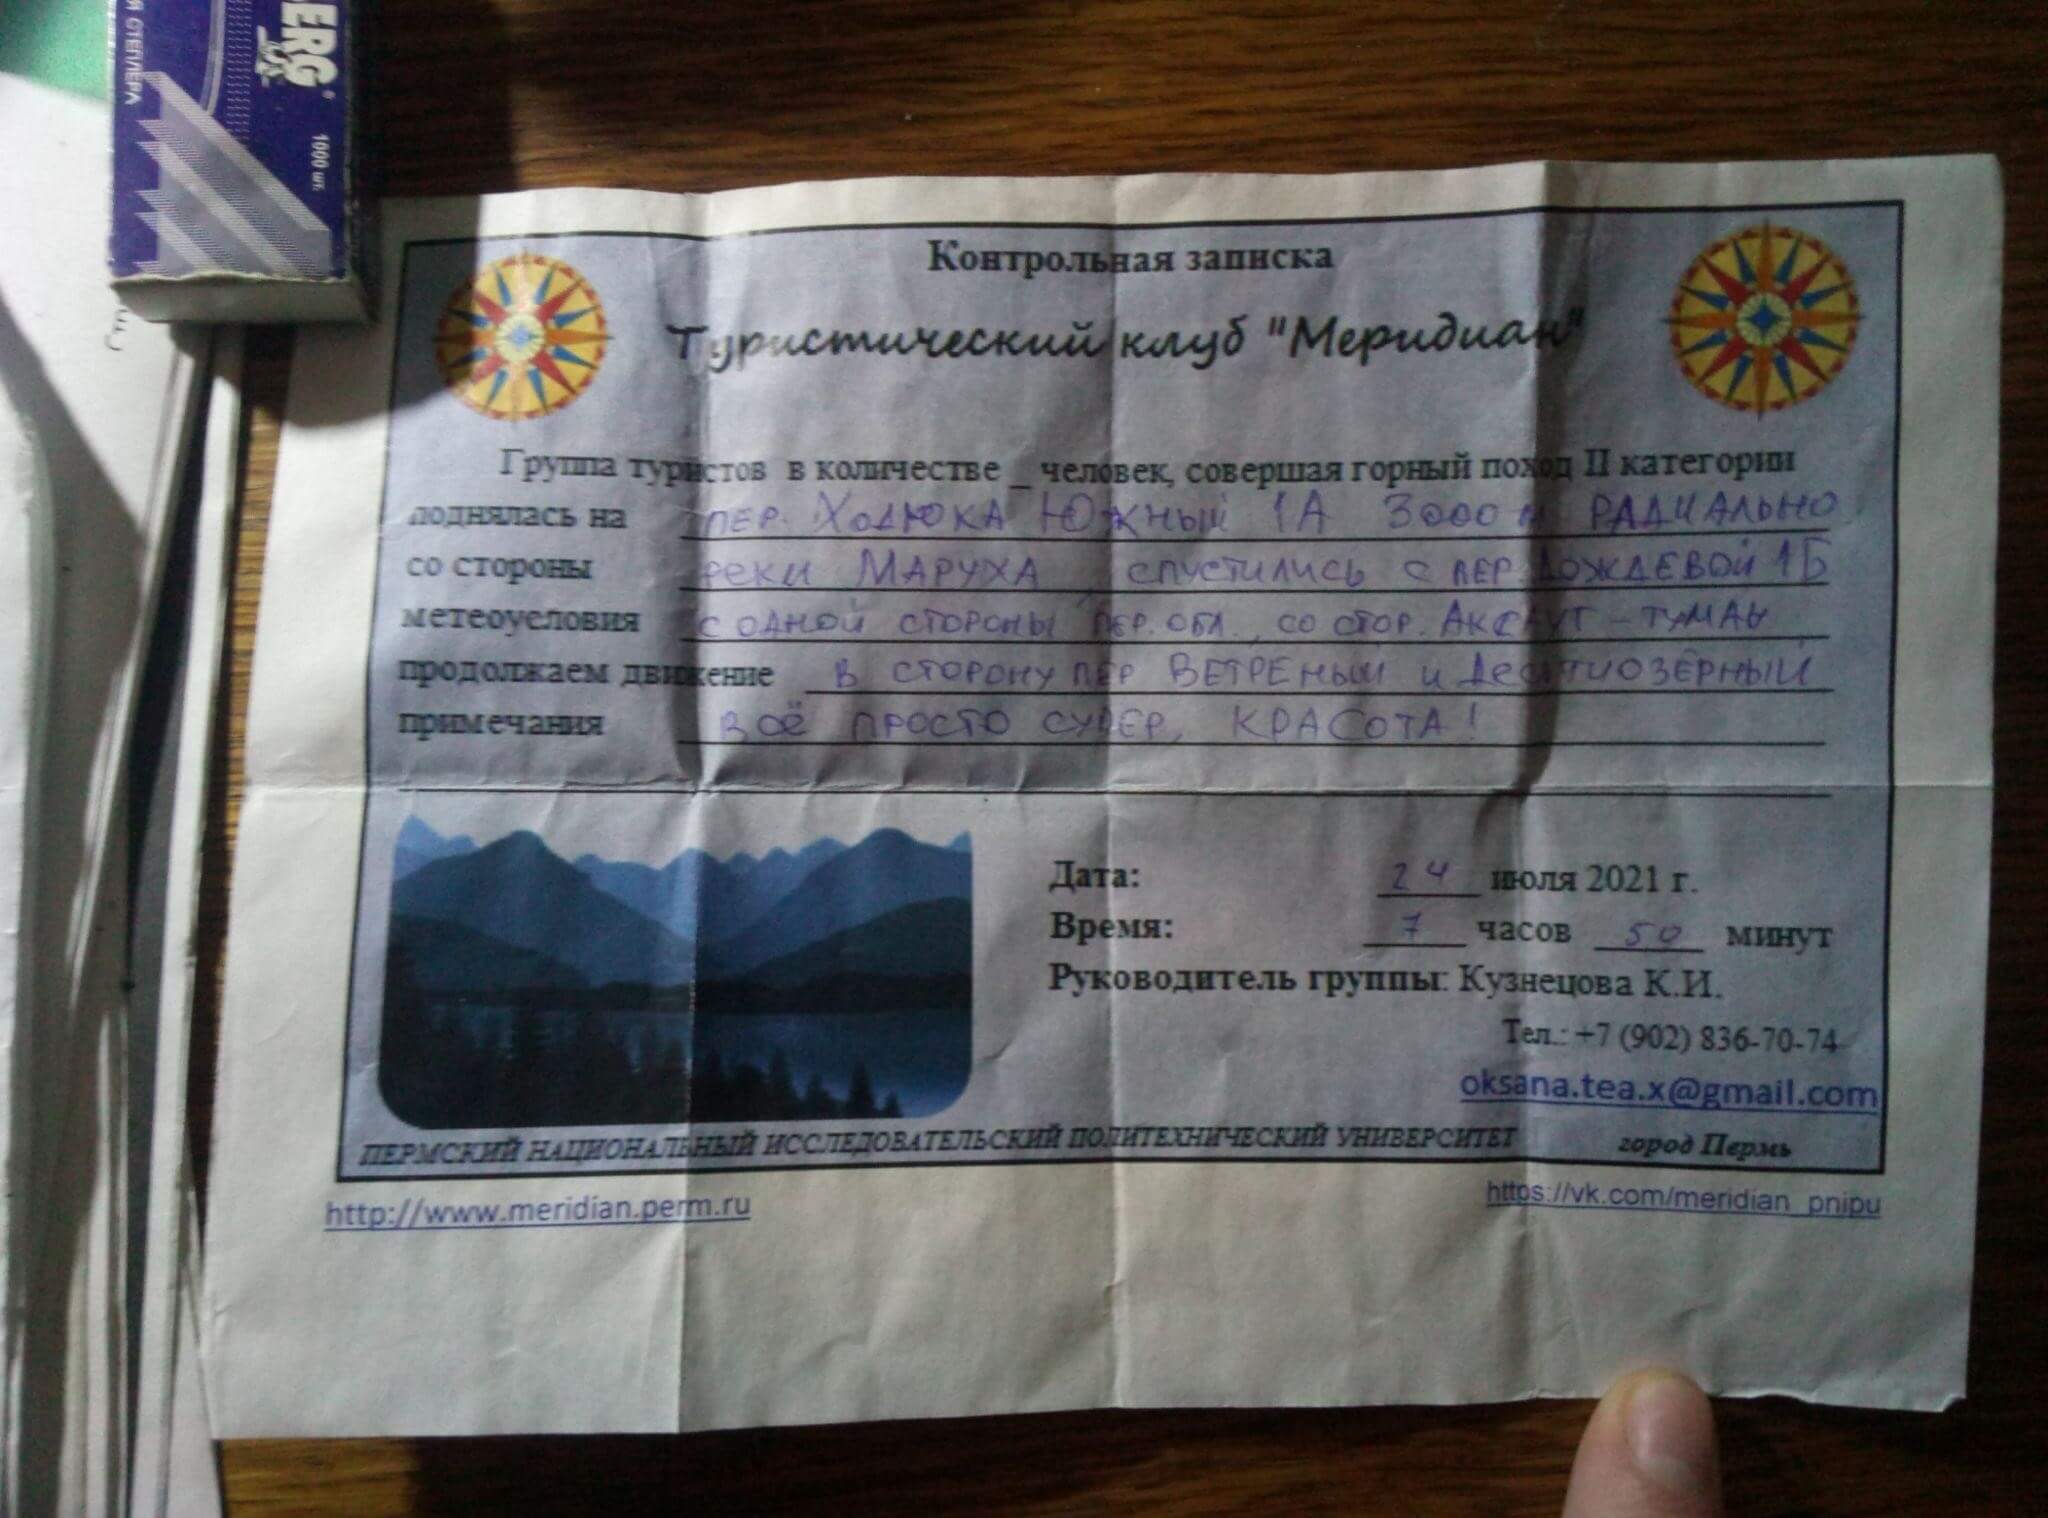 ERG
®
Я СТЕПЛЕРА
1000 шт.
Контрольная записка
Туристический клуб "Меридиан"
Группа туристов в количестве _ человек, совершая горный поход II категории
поднялась на пер. Ходюка Южный 1А 3000 м радиально
со стороны реки Маруха, спустились с пер. Дождевой 1Б
метеоусловия с одной стороны пер. обл., со стор. Аксаут - туман
продолжаем движение в сторону пер Ветреный и Десятиозёрный
примечания всё просто супер, красота!
Дата: 24 июля 2021 г.
Время: 7 часов 50 минут
Руководитель группы: Кузнецова К.И.
Тел.: +7 (902) 836-70-74
oksana.tea.x@gmail.com
ПЕРМСКИЙ НАЦИОНАЛЬНЫЙ ИССЛЕДОВАТЕЛЬСКИЙ ПОЛИТЕХНИЧЕСКИЙ УНИВЕРСИТЕТ город Пермь
http://www.meridian.perm.ru https://vk.com/meridian_pnipu